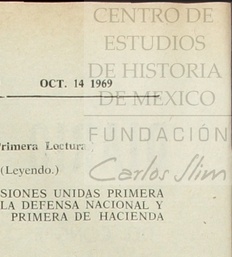 CENTRO DE
ESTUDIOS
DE HISTORIA
DE MEXICO
OCT. 14 1969
FUNDACIÓN
Carlos Slim
Primera Lectura)
(Leyendo.)
SIONES UNIDAS PRIMERA
LA DEFENSA NACIONAL Y
PRIMERA DE HACIENDA